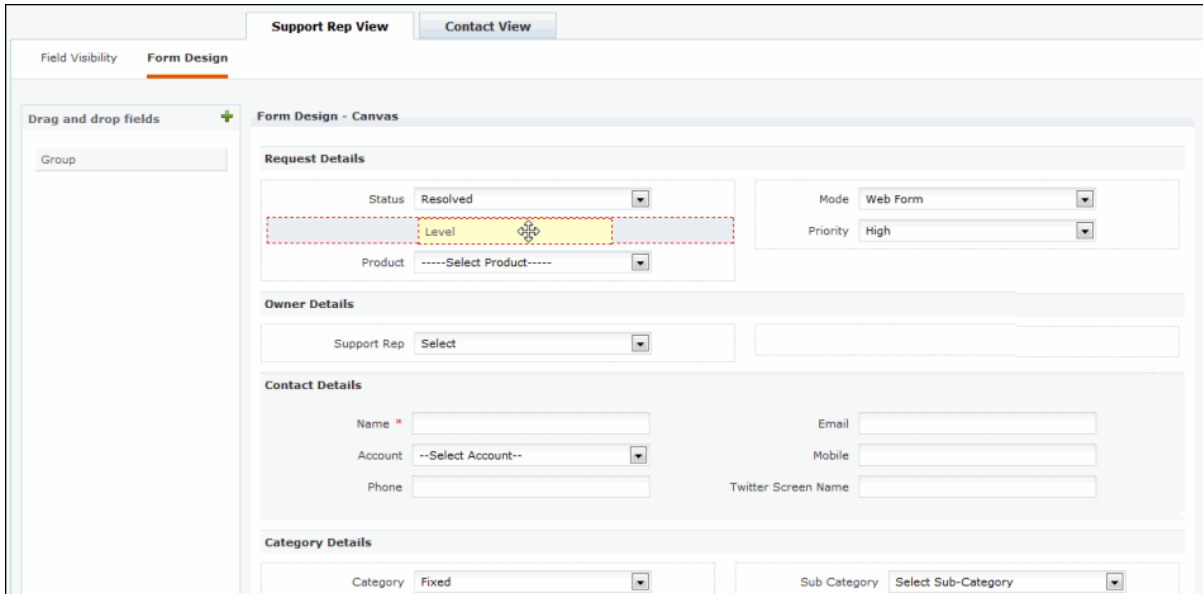 Support Rep View Contact View
Field Visibility Form Design
Drag and drop fields
Group
Form Design - Canvas
Request Details
Status Resolved Mode Web Form
Level Priority High
Product -----Select Product-----
Owner Details
Support Rep Select
Contact Details
Name * Email
Account --Select Account-- Mobile
Phone Twitter Screen Name
Category Details
Category Fixed Sub Category Select Sub-Category